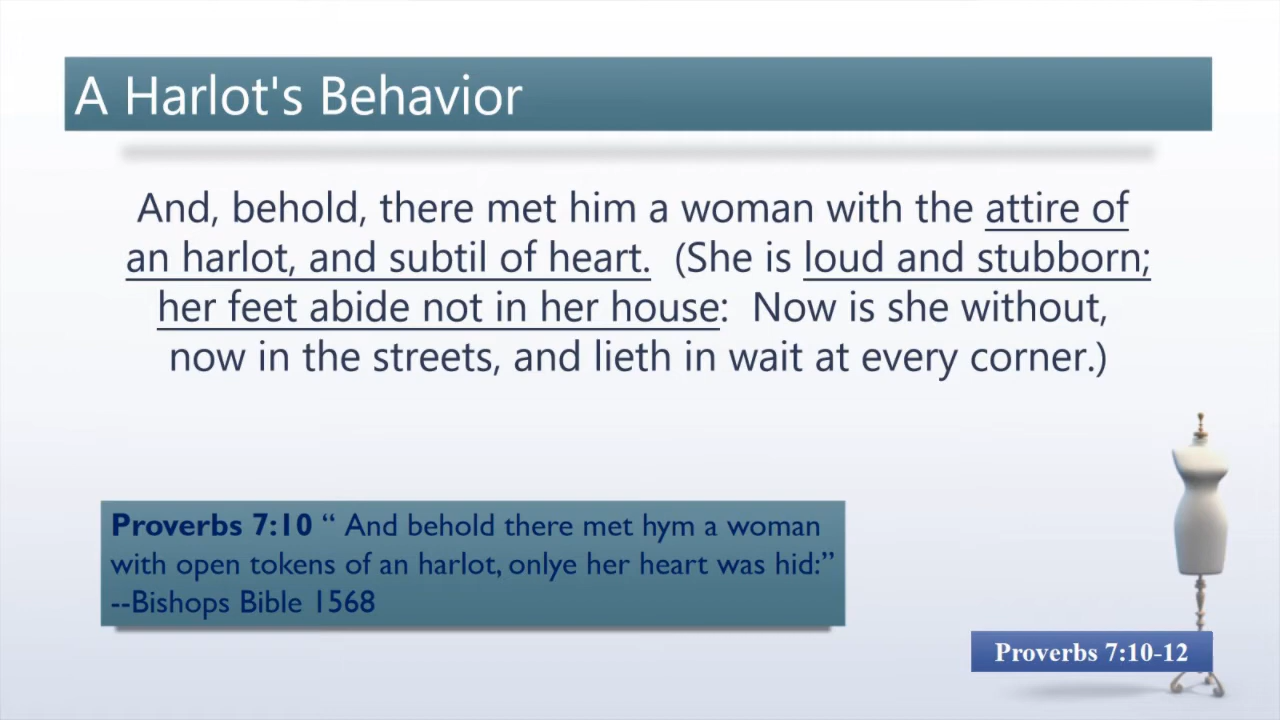 A Harlot's Behavior
And, behold, there met him a woman with the attire of
an harlot, and subtil of heart.  (She is loud and stubborn;
her feet abide not in her house:  Now is she without,
now in the streets, and lieth in wait at every corner.)
Proverbs 7:10 “ And behold there met hym a woman
with open tokens of an harlot, onlye her heart was hid:”
--Bishops Bible 1568
Proverbs 7:10-12